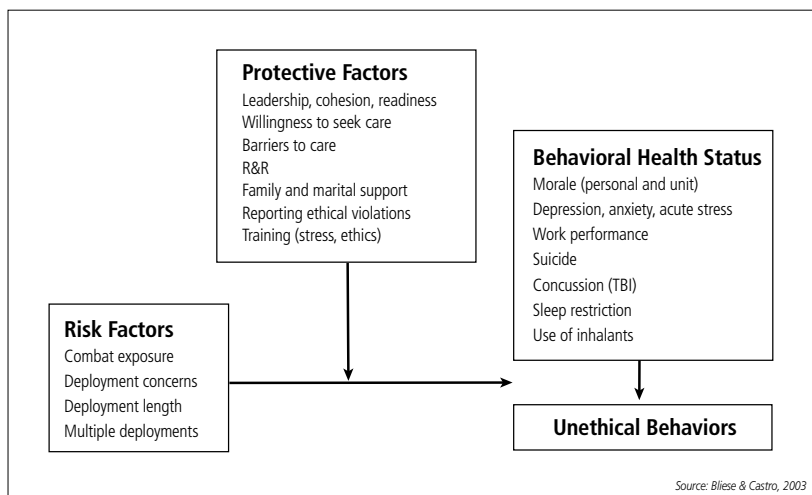 Protective Factors
Leadership, cohesion, readiness
Willingness to seek care
Barriers to care
R&R
Family and marital support
Reporting ethical violations
Training (stress, ethics)
Behavioral Health Status
Morale (personal and unit)
Depression, anxiety, acute stress
Work performance
Suicide
Concussion (TBI)
Sleep restriction
Use of inhalants
Risk Factors
Combat exposure
Deployment concerns
Deployment length
Multiple deployments
Unethical Behaviors
Source: Bliese & Castro, 2003